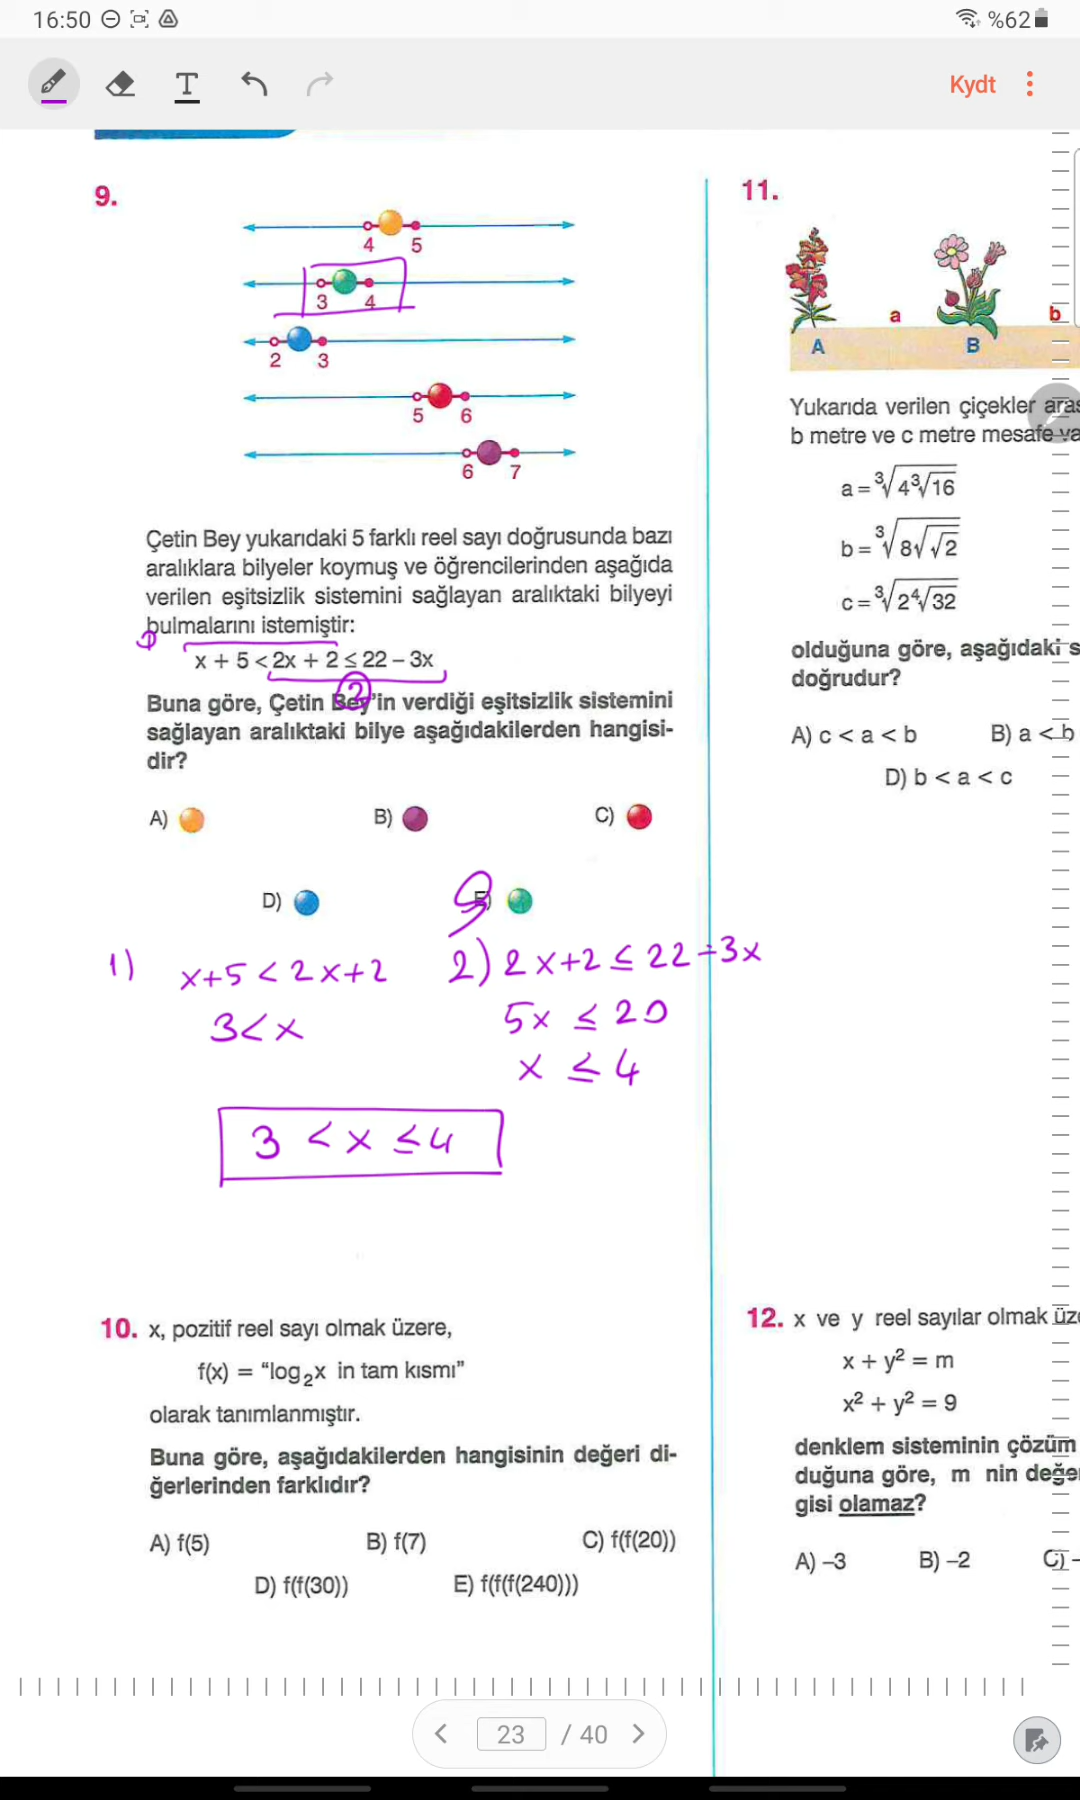 16:50
%62
T
Kydt
9.
4 5
3 4
2 3
5 6
6 7
Çetin Bey yukarıdaki 5 farklı reel sayı doğrusunda bazı
aralıklara bilyeler koymuş ve öğrencilerinden aşağıda
verilen eşitsizlik sistemini sağlayan aralıktaki bilyeyi
bulmalarını istemiştir:
1
x + 5 < 2x + 2 ≤ 22 – 3x
2
Buna göre, Çetin Bey'in verdiği eşitsizlik sistemini
sağlayan aralıktaki bilye aşağıdakilerden hangisi-
dir?
A) B) C)
D) E)
1) x+5 < 2x+2
3 < x
2) 2x+2 ≤ 22-3x
5x ≤ 20
x ≤ 4
3 < x ≤ 4
10. x, pozitif reel sayı olmak üzere,
f(x) = “log₂x in tam kısmı”
olarak tanımlanmıştır.
Buna göre, aşağıdakilerden hangisinin değeri di-
ğerlerinden farklıdır?
A) f(5) B) f(7) C) f(f(20))
D) f(f(30)) E) f(f(f(240)))
11.
a b
A B
Yukarıda verilen çiçekler aras
b metre ve c metre mesafe va
a = ∛(4∛16)
b = ∛(8√√2)
c = ∛(2∜32)
olduğuna göre, aşağıdaki s
doğrudur?
A) c < a < b B) a < b
D) b < a < c
12. x ve y reel sayılar olmak üze
x + y² = m
x² + y² = 9
denklem sisteminin çözüm
duğuna göre, m nin değe
gisi olamaz?
A) –3 B) –2 C) –
23 / 40